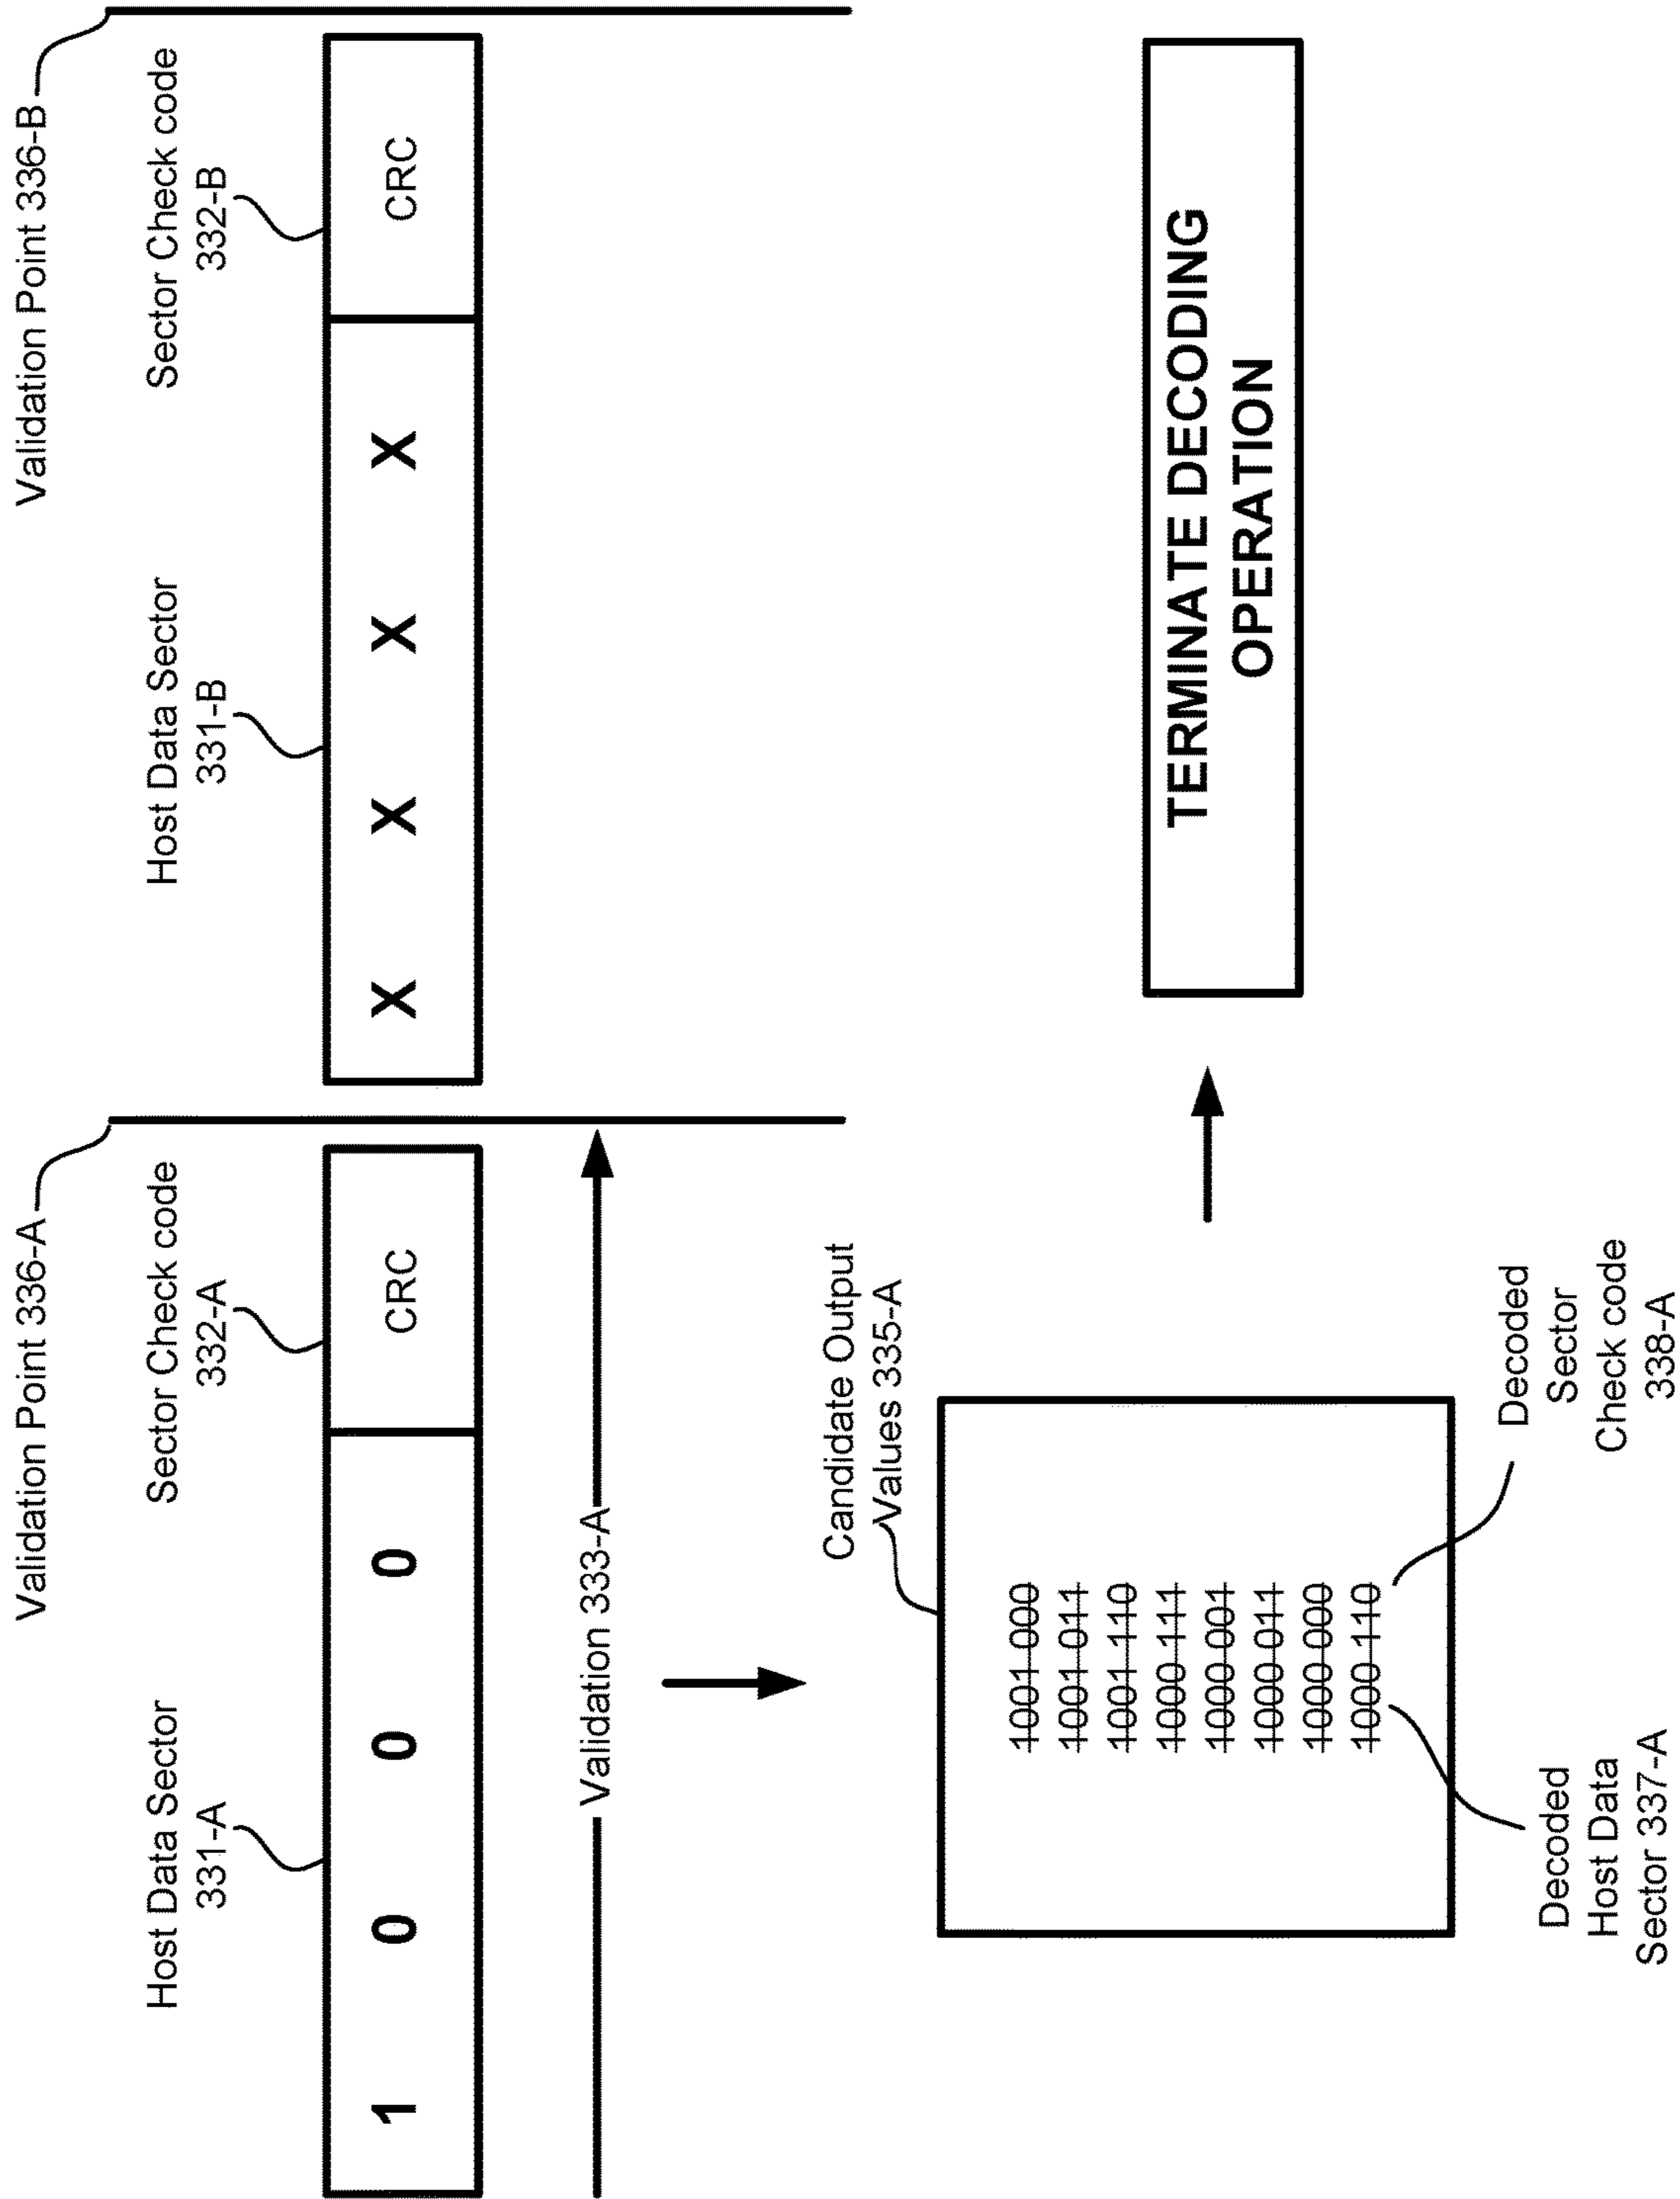 Validation Point 336-A
Validation Point 336-B
Host Data Sector
331-A
Sector Check code
332-A
Host Data Sector
331-B
Sector Check code
332-B
1 0 0 0 CRC
X X X X CRC
Validation 333-A
Candidate Output
Values 335-A
1001 000
1001 011
1001 110
1000 111
1000 001
1000 011
1000 000
1000 110
Decoded
Host Data
Sector 337-A
Decoded
Sector
Check code
338-A
TERMINATE DECODING
OPERATION